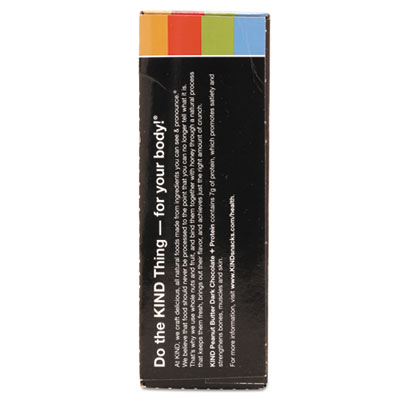 Do the KIND Thing — for your body!®
At KIND, we craft delicious, all natural foods made from ingredients you can see & pronounce.®
We believe that food should never be processed to the point that you can no longer tell what it is.
That's why we use whole nuts and fruit, and bind them together with honey through a natural process
that keeps them fresh, brings out their flavor, and achieves just the right amount of crunch.
KIND Peanut Butter Dark Chocolate + Protein contains 7g of protein, which promotes satiety and
strengthens bones, muscles and skin.
For more information, visit www.KINDsnacks.com/health.